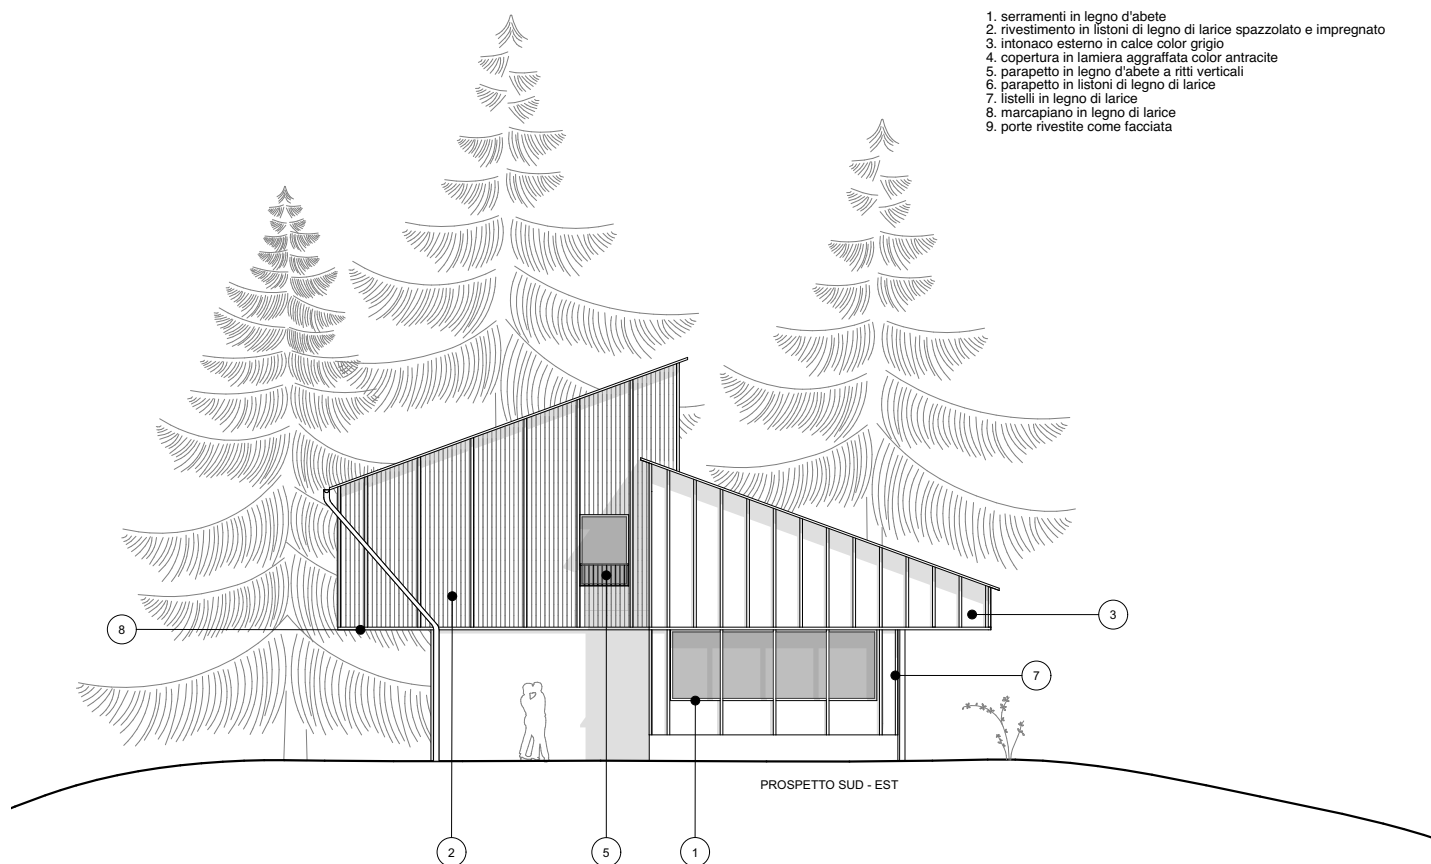 1. serramenti in legno d'abete
2. rivestimento in listoni di legno di larice spazzolato e impregnato
3. intonaco esterno in calce color grigio
4. copertura in lamiera aggraffata color antracite
5. parapetto in legno d'abete a ritti verticali
6. parapetto in listoni di legno di larice
7. listelli in legno di larice
8. marcapiano in legno di larice
9. porte rivestite come facciata
3
8
7
PROSPETTO SUD - EST
2
5
1